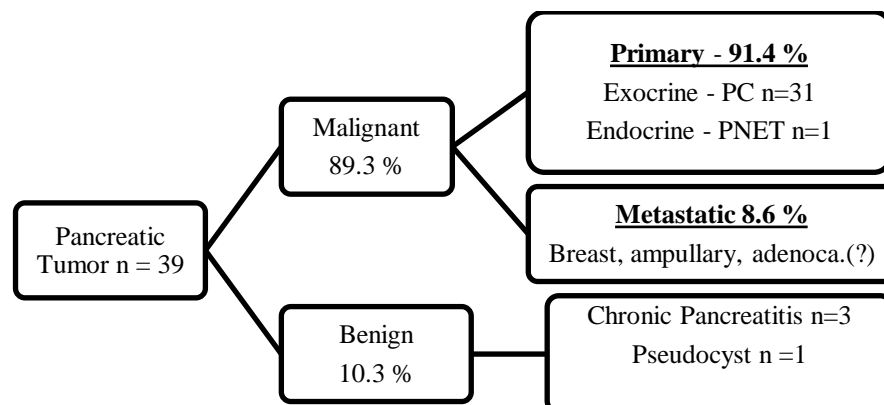 Pancreatic
Tumor n = 39
Malignant
89.3 %
Primary - 91.4 %
Exocrine - PC n=31
Endocrine - PNET n=1
Metastatic 8.6 %
Breast, ampullary, adenoca.(?)
Benign
10.3 %
Chronic Pancreatitis n=3
Pseudocyst n =1